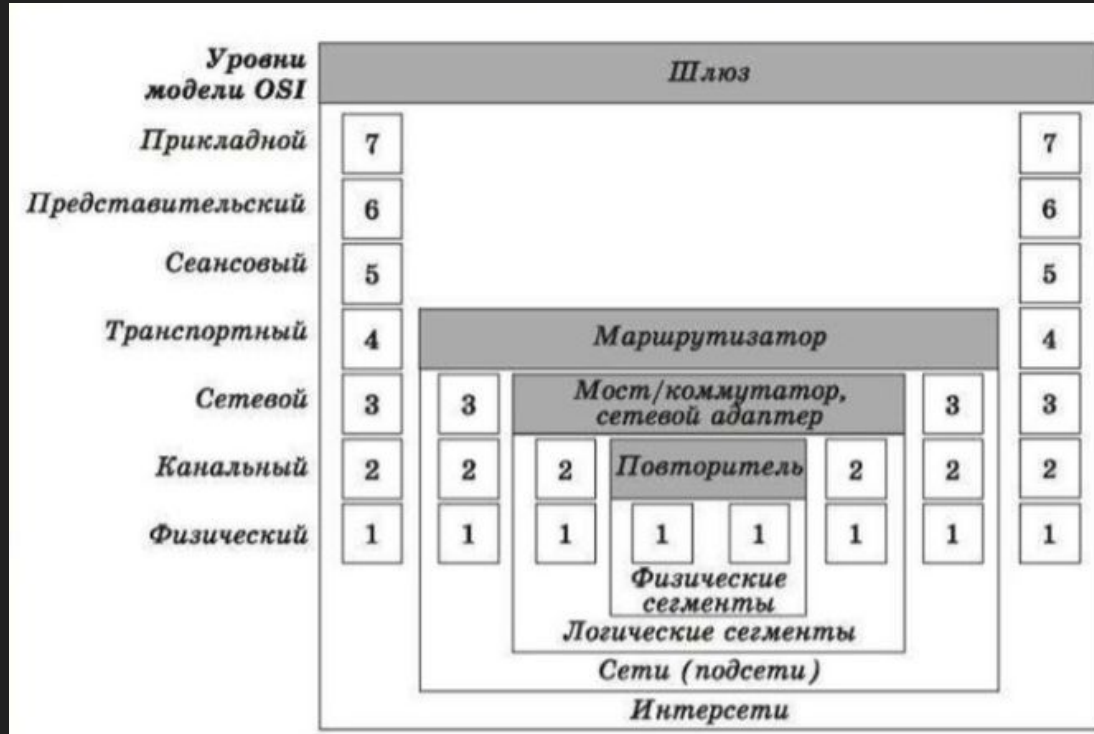 Уровни
модели OSI
Шлюз
Прикладной 7 7
Представительский 6 6
Сеансовый 5 5
Транспортный 4 Маршрутизатор 4
Сетевой 3 3 Мост/коммутатор,
сетевой адаптер 3 3
Канальный 2 2 2 Повторитель 2 2 2
Физический 1 1 1 1 1 1 1 1
Физические
сегменты
Логические сегменты
Сети (подсети)
Интерсети